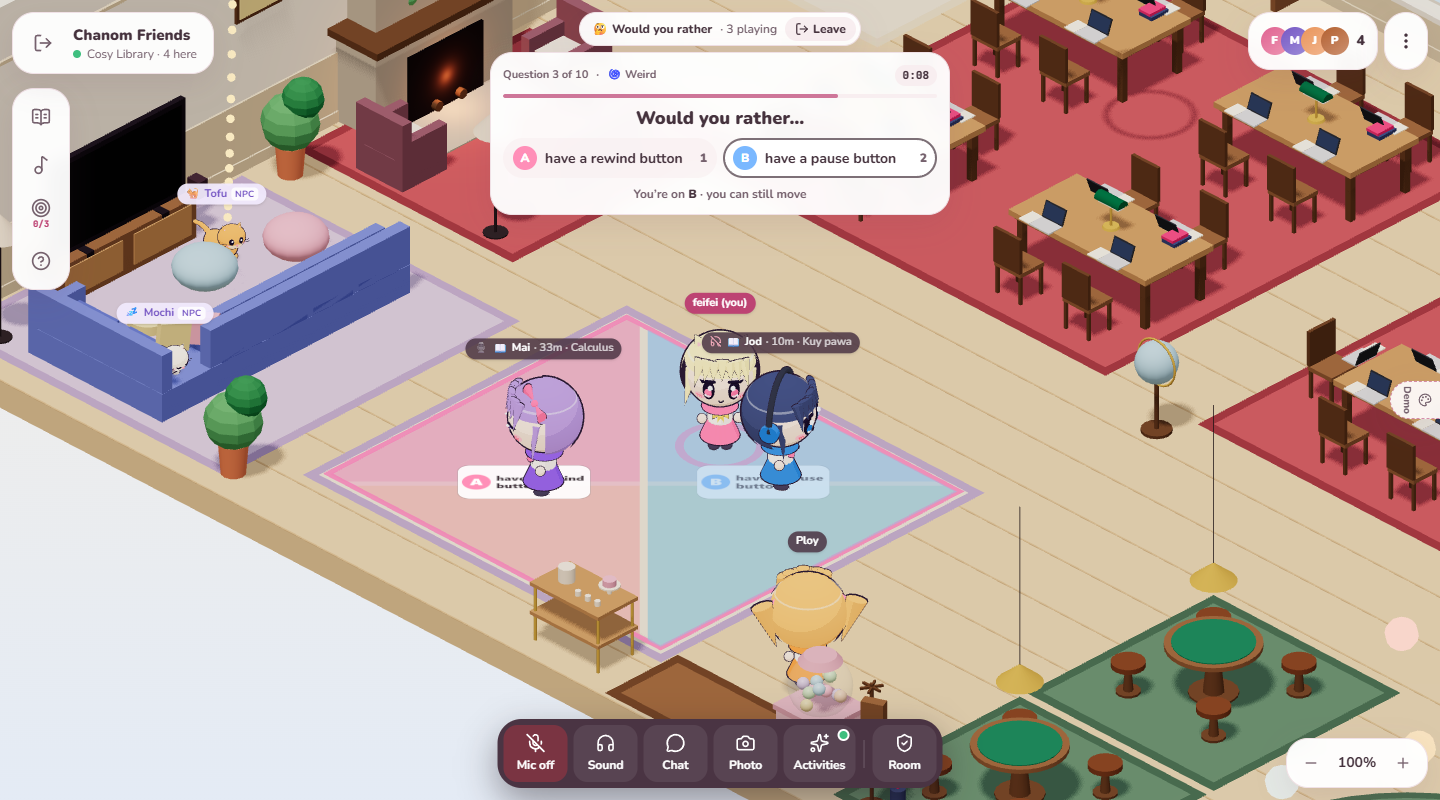 Chanom Friends
Cosy Library · 4 here
🤔 Would you rather · 3 playing
Leave
F M J P 4
Question 3 of 10 · 🌀 Weird
0:08
Would you rather...
A have a rewind button 1
B have a pause button 2
You're on B · you can still move
0/3
Tofu NPC
Mochi NPC
feifei (you)
Mai · 33m · Calculus
Jod · 10m · Kuy pawa
Demo
A
B
Ploy
Mic off
Sound
Chat
Photo
Activities
Room
100%